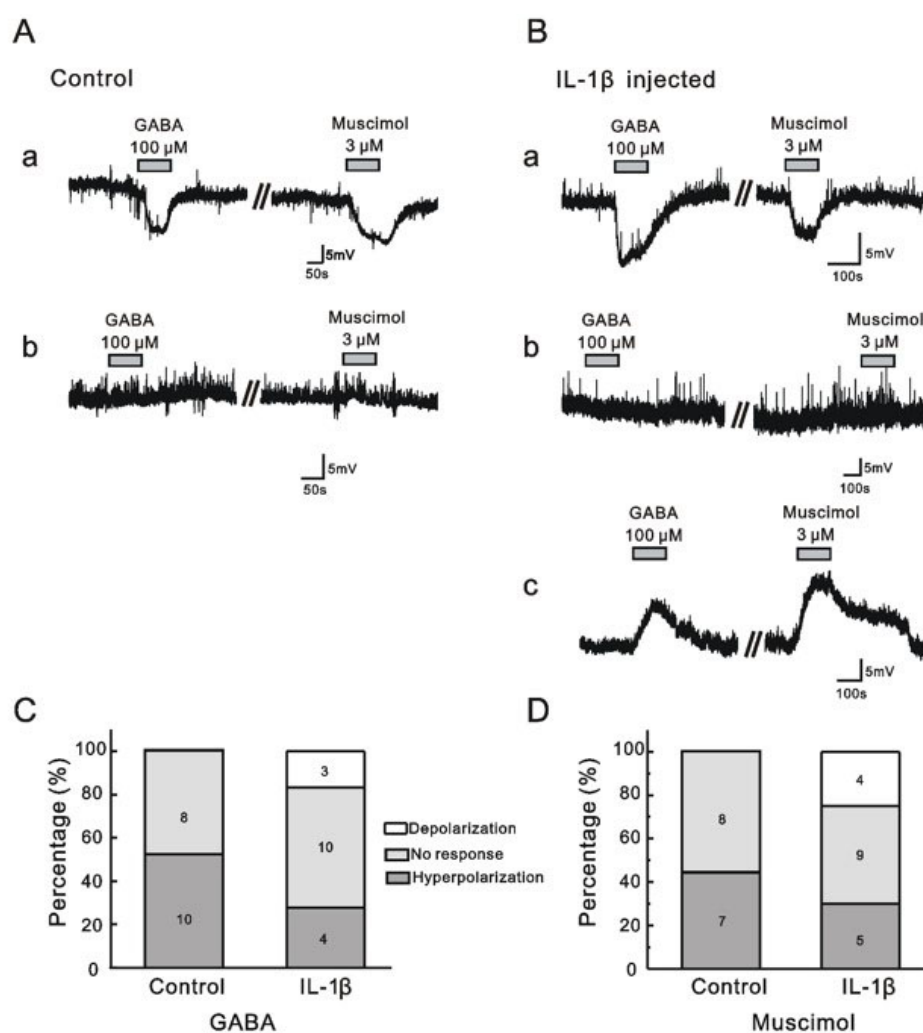 A
Control
a
GABA
100 µM
Muscimol
3 µM
5mV
50s
b
GABA
100 µM
Muscimol
3 µM
5mV
50s
B
IL-1β injected
a
GABA
100 µM
Muscimol
3 µM
5mV
100s
b
GABA
100 µM
Muscimol
3 µM
5mV
100s
c
GABA
100 µM
Muscimol
3 µM
5mV
100s
C
Percentage (%)
100
80
60
40
20
0
8
10
3
10
4
Control
IL-1β
GABA
Depolarization
No response
Hyperpolarization
D
Percentage (%)
100
80
60
40
20
0
8
7
4
9
5
Control
IL-1β
Muscimol